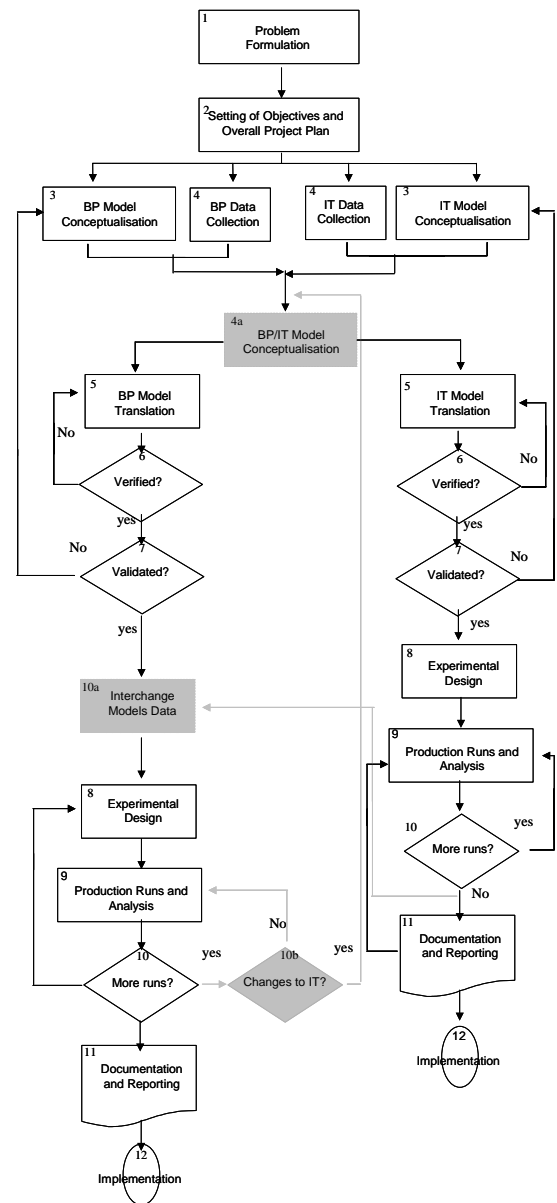 1
Problem
Formulation
2
Setting of Objectives and
Overall Project Plan
3
BP Model
Conceptualisation
4
BP Data
Collection
4
IT Data
Collection
3
IT Model
Conceptualisation
4a
BP/IT Model
Conceptualisation
5
BP Model
Translation
No
6
Verified?
yes
No
7
Validated?
yes
10a
Interchange
Models Data
8
Experimental
Design
9
Production Runs and
Analysis
No
10
More runs?
yes
10b
Changes to IT?
yes
11
Documentation
and Reporting
12
Implementation
5
IT Model
Translation
No
6
Verified?
yes
7
Validated?
No
yes
8
Experimental
Design
9
Production Runs and
Analysis
10
More runs?
yes
No
11
Documentation
and Reporting
12
Implementation